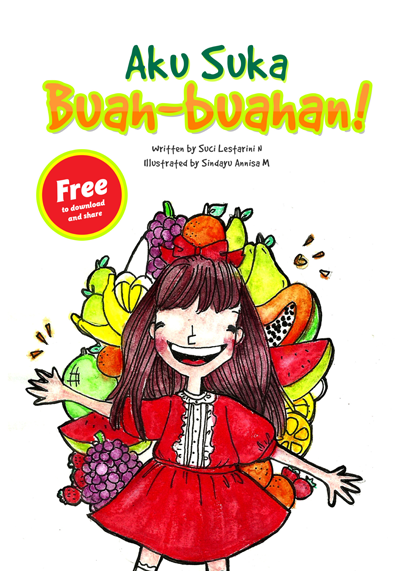 Aku Suka
Buah-buahan!
Written by Suci Lestarini N
Illustrated by Sindayu Annisa M
Free
to download
and share